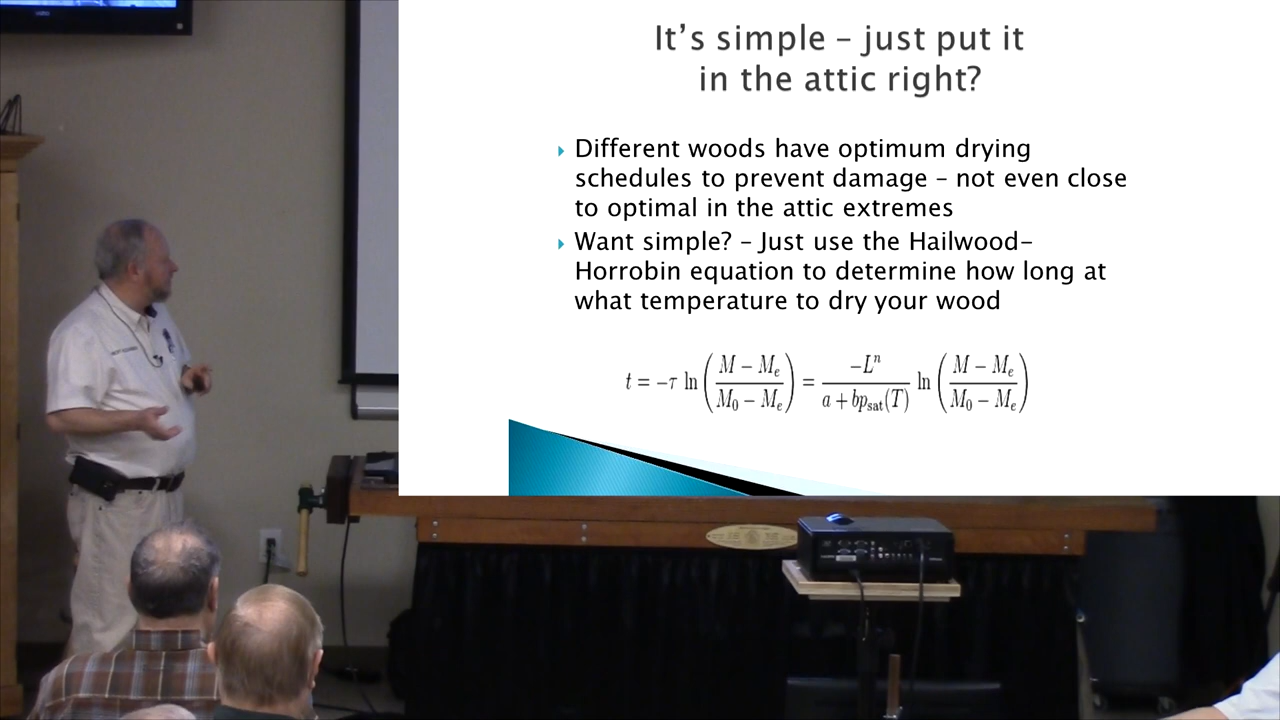 It’s simple – just put it
in the attic right?
Different woods have optimum drying
schedules to prevent damage – not even close
to optimal in the attic extremes
Want simple? – Just use the Hailwood–
Horrobin equation to determine how long at
what temperature to dry your wood
t = −τ ln( (M − Mₑ) / (M₀ − Mₑ) ) = −Lⁿ / (a + bp_sat(T)) ln( (M − Mₑ) / (M₀ − Mₑ) )